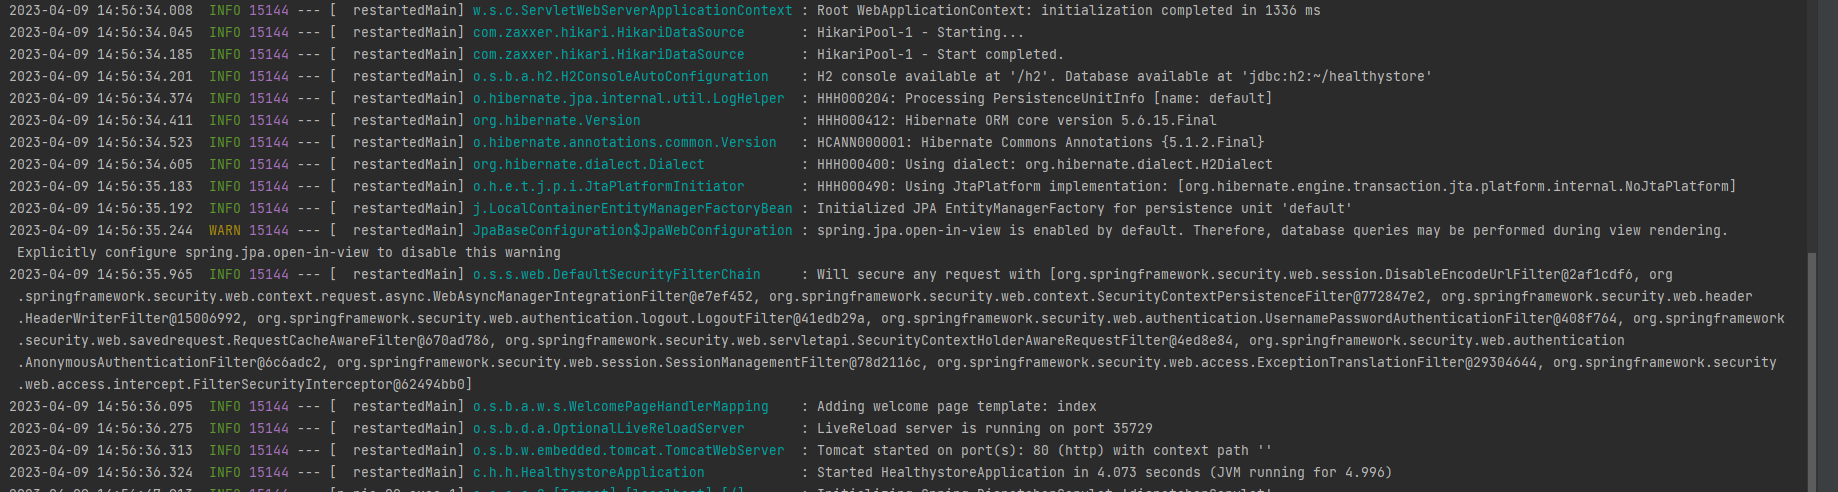 2023-04-09 14:56:34.008  INFO 15144 --- [  restartedMain] w.s.c.ServletWebServerApplicationContext : Root WebApplicationContext: initialization completed in 1336 ms
2023-04-09 14:56:34.045  INFO 15144 --- [  restartedMain] com.zaxxer.hikari.HikariDataSource       : HikariPool-1 - Starting...
2023-04-09 14:56:34.185  INFO 15144 --- [  restartedMain] com.zaxxer.hikari.HikariDataSource       : HikariPool-1 - Start completed.
2023-04-09 14:56:34.201  INFO 15144 --- [  restartedMain] o.s.b.a.h2.H2ConsoleAutoConfiguration    : H2 console available at '/h2'. Database available at 'jdbc:h2:~/healthystore'
2023-04-09 14:56:34.374  INFO 15144 --- [  restartedMain] o.hibernate.jpa.internal.util.LogHelper  : HHH000204: Processing PersistenceUnitInfo [name: default]
2023-04-09 14:56:34.411  INFO 15144 --- [  restartedMain] org.hibernate.Version                    : HHH000412: Hibernate ORM core version 5.6.15.Final
2023-04-09 14:56:34.523  INFO 15144 --- [  restartedMain] o.hibernate.annotations.common.Version   : HCANN000001: Hibernate Commons Annotations {5.1.2.Final}
2023-04-09 14:56:34.605  INFO 15144 --- [  restartedMain] org.hibernate.dialect.Dialect            : HHH000400: Using dialect: org.hibernate.dialect.H2Dialect
2023-04-09 14:56:35.183  INFO 15144 --- [  restartedMain] o.h.e.t.j.p.i.JtaPlatformInitiator       : HHH000490: Using JtaPlatform implementation: [org.hibernate.engine.transaction.jta.platform.internal.NoJtaPlatform]
2023-04-09 14:56:35.192  INFO 15144 --- [  restartedMain] j.LocalContainerEntityManagerFactoryBean : Initialized JPA EntityManagerFactory for persistence unit 'default'
2023-04-09 14:56:35.244  WARN 15144 --- [  restartedMain] JpaBaseConfiguration$JpaWebConfiguration : spring.jpa.open-in-view is enabled by default. Therefore, database queries may be performed during view rendering.
Explicitly configure spring.jpa.open-in-view to disable this warning
2023-04-09 14:56:35.965  INFO 15144 --- [  restartedMain] o.s.s.web.DefaultSecurityFilterChain     : Will secure any request with [org.springframework.security.web.session.DisableEncodeUrlFilter@2af1cdf6, org
.springframework.security.web.context.request.async.WebAsyncManagerIntegrationFilter@e7ef452, org.springframework.security.web.context.SecurityContextPersistenceFilter@772847e2, org.springframework.security.web.header
.HeaderWriterFilter@15006992, org.springframework.security.web.authentication.logout.LogoutFilter@41edb29a, org.springframework.security.web.authentication.UsernamePasswordAuthenticationFilter@408f764, org.springframework
.security.web.savedrequest.RequestCacheAwareFilter@670ad786, org.springframework.security.web.servletapi.SecurityContextHolderAwareRequestFilter@4ed8e84, org.springframework.security.web.authentication
.AnonymousAuthenticationFilter@6c6adc2, org.springframework.security.web.session.SessionManagementFilter@78d2116c, org.springframework.security.web.access.ExceptionTranslationFilter@29304644, org.springframework.security
.web.access.intercept.FilterSecurityInterceptor@62494bb0]
2023-04-09 14:56:36.095  INFO 15144 --- [  restartedMain] o.s.b.a.w.s.WelcomePageHandlerMapping    : Adding welcome page template: index
2023-04-09 14:56:36.275  INFO 15144 --- [  restartedMain] o.s.b.d.a.OptionalLiveReloadServer       : LiveReload server is running on port 35729
2023-04-09 14:56:36.313  INFO 15144 --- [  restartedMain] o.s.b.w.embedded.tomcat.TomcatWebServer  : Tomcat started on port(s): 80 (http) with context path ''
2023-04-09 14:56:36.324  INFO 15144 --- [  restartedMain] c.h.h.HealthystoreApplication            : Started HealthystoreApplication in 4.073 seconds (JVM running for 4.996)